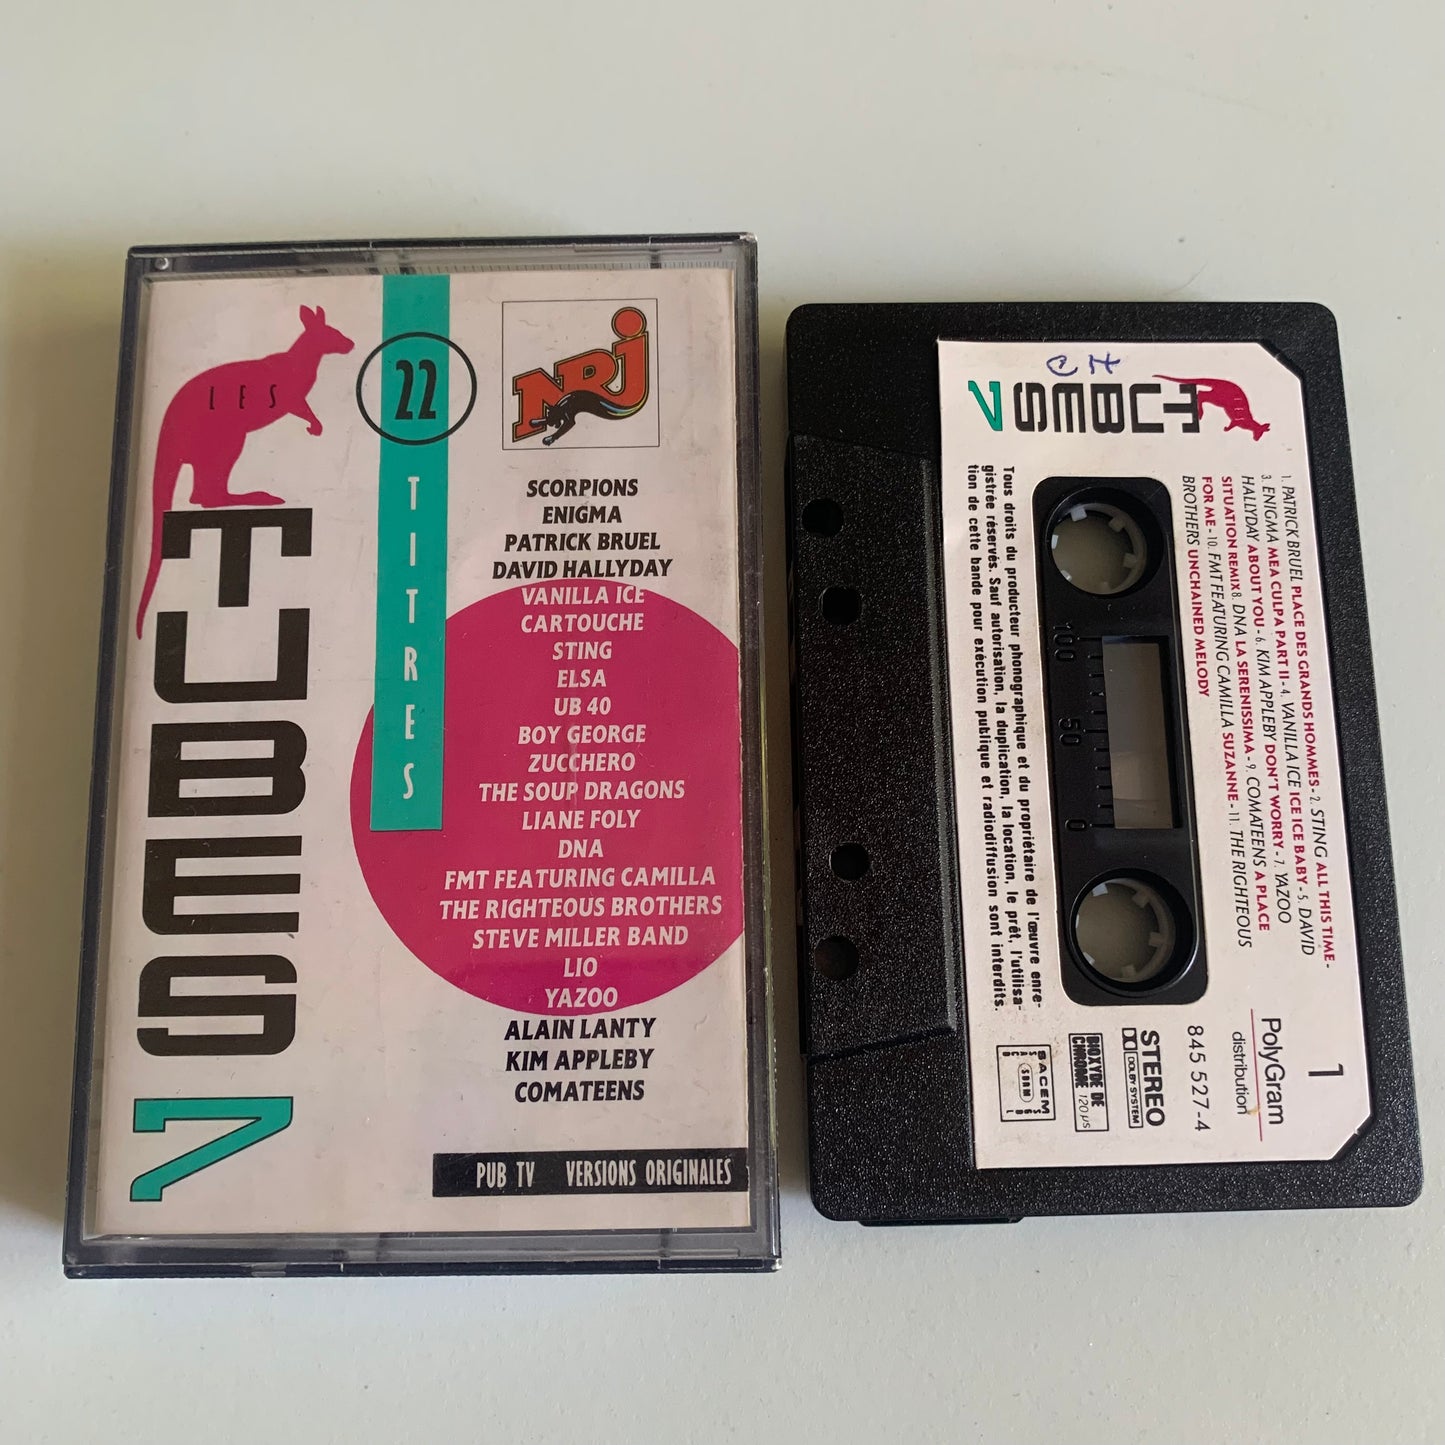 LES
TUBES
7
22
TITRES
NRJ
SCORPIONS
ENIGMA
PATRICK BRUEL
DAVID HALLYDAY
VANILLA ICE
CARTOUCHE
STING
ELSA
UB 40
BOY GEORGE
ZUCCHERO
THE SOUP DRAGONS
LIANE FOLY
DNA
FMT FEATURING CAMILLA
THE RIGHTEOUS BROTHERS
STEVE MILLER BAND
LIO
YAZOO
ALAIN LANTY
KIM APPLEBY
COMATEENS
PUB TV VERSIONS ORIGINALES
CH
TUBES 7
1. PATRICK BRUEL PLACE DES GRANDS HOMMES - 2. STING ALL THIS TIME -
3. ENIGMA MEA CULPA PART II - 4. VANILLA ICE ICE ICE BABY - 5. DAVID
HALLYDAY ABOUT YOU - 6. KIM APPLEBY DON'T WORRY - 7. YAZOO
SITUATION REMIX 8. DNA LA SERENISSIMA - 9. COMATEENS A PLACE
FOR ME - 10. FMT FEATURING CAMILLA SUZANNE - 11. THE RIGHTEOUS
BROTHERS UNCHAINED MELODY
100 50 0
Tous droits du producteur phonographique et du propriétaire de l'œuvre enre-
gistrée réservés. Sauf autorisation, la duplication, la location, le prêt, l'utilisa-
tion de cette bande pour exécution publique et radiodiffusion sont interdits.
1
PolyGram
distribution
845 527-4
STEREO
DOLBY SYSTEM
BIOXYDE DE
CHROME 120 µS
SACEM
SDRM
SACD
SGDL